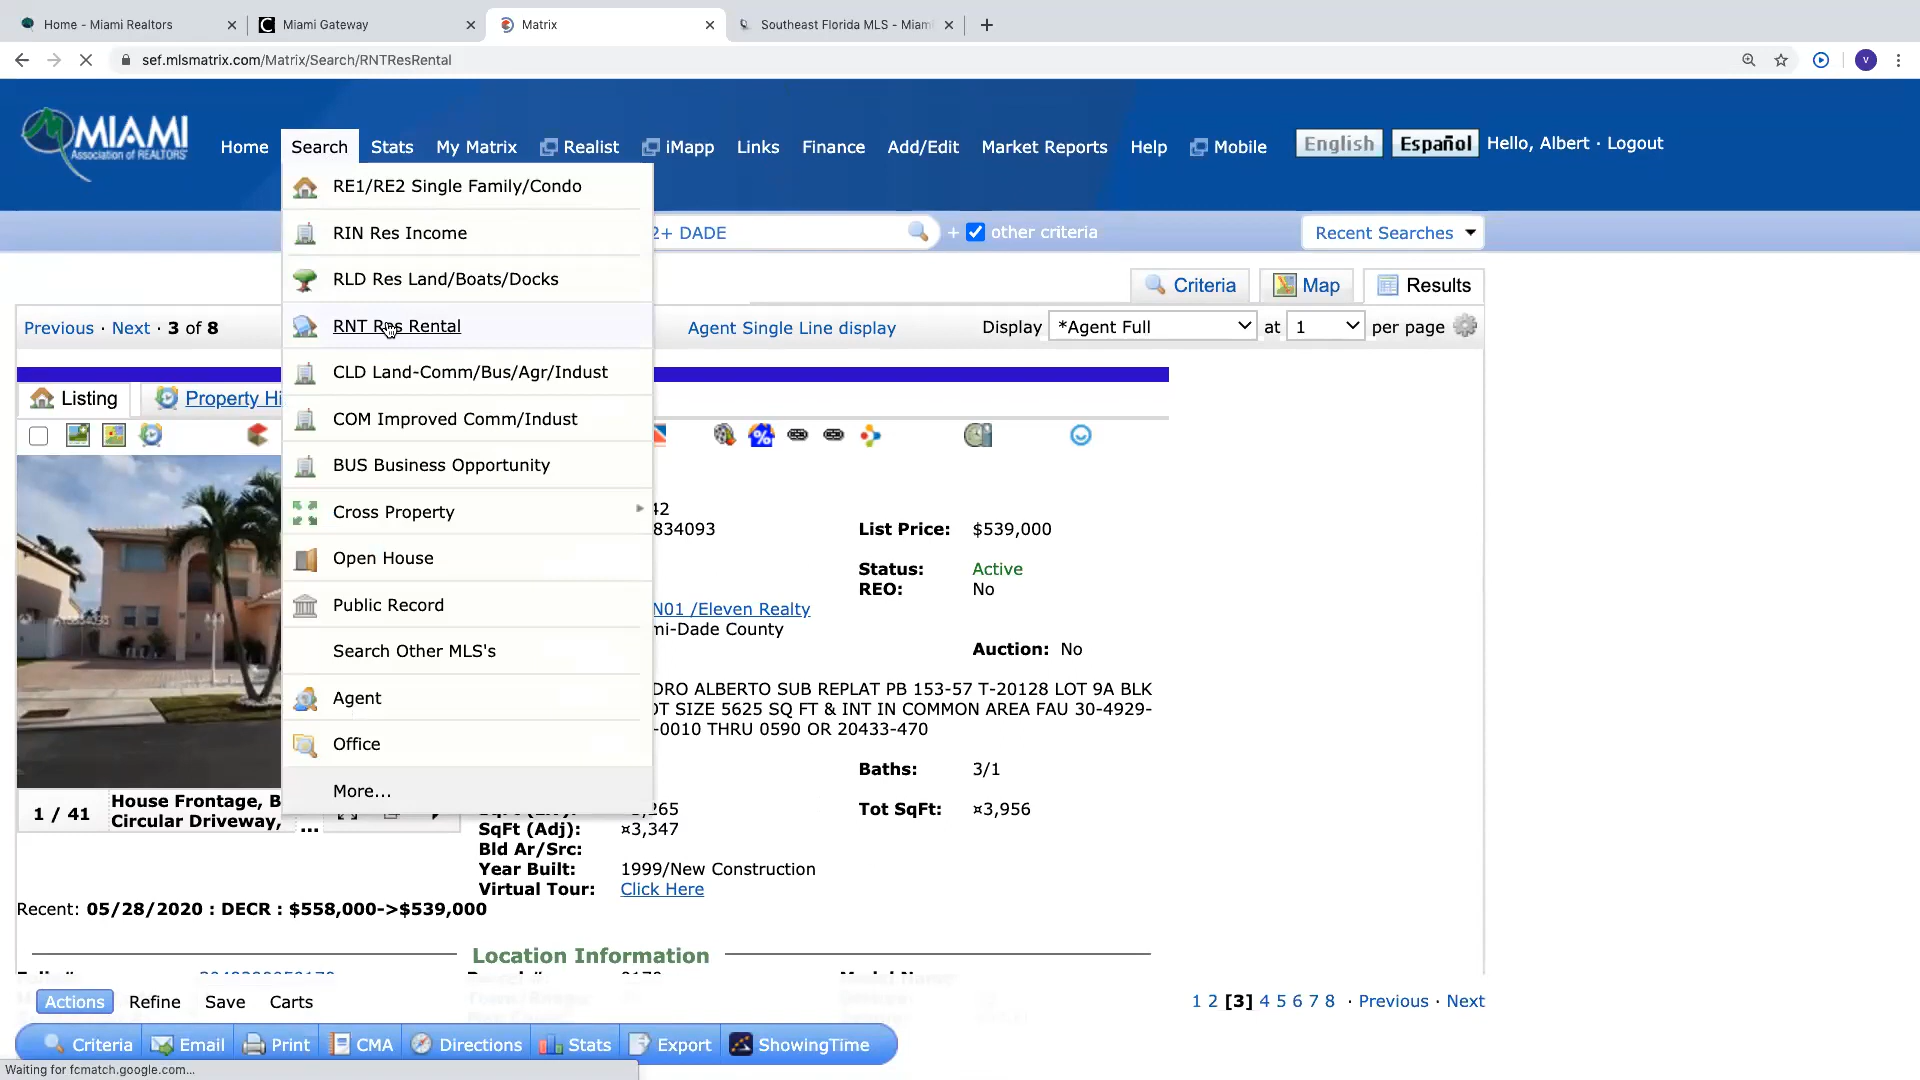 Home - Miami Realtors
Miami Gateway
Matrix
Southeast Florida MLS - Miam
sef.mlsmatrix.com/Matrix/Search/RNTResRental
V
MIAMI
Association of REALTORS®
Home
Search
Stats
My Matrix
Realist
iMapp
Links
Finance
Add/Edit
Market Reports
Help
Mobile
English
Español
Hello, Albert · Logout
RE1/RE2 Single Family/Condo
RIN Res Income
RLD Res Land/Boats/Docks
RNT Res Rental
CLD Land-Comm/Bus/Agr/Indust
COM Improved Comm/Indust
BUS Business Opportunity
Cross Property
Open House
Public Record
Search Other MLS's
Agent
Office
More...
2+ DADE
+ other criteria
Recent Searches
Criteria
Map
Results
Previous · Next · 3 of 8
Agent Single Line display
Display *Agent Full at 1 per page
Listing
Property Hi
42
834093
List Price: $539,000
Status: Active
REO: No
N01 /Eleven Realty
mi-Dade County
Auction: No
DRO ALBERTO SUB REPLAT PB 153-57 T-20128 LOT 9A BLK
OT SIZE 5625 SQ FT & INT IN COMMON AREA FAU 30-4929-
-0010 THRU 0590 OR 20433-470
Baths: 3/1
1 / 41
House Frontage, B
Circular Driveway,
...
265
Tot SqFt: ¤3,956
SqFt (Adj): ¤3,347
Bld Ar/Src:
Year Built: 1999/New Construction
Virtual Tour: Click Here
Recent: 05/28/2020 : DECR : $558,000->$539,000
Location Information
Actions
Refine
Save
Carts
1 2 [3] 4 5 6 7 8 · Previous · Next
Criteria
Email
Print
CMA
Directions
Stats
Export
ShowingTime
Waiting for fcmatch.google.com...